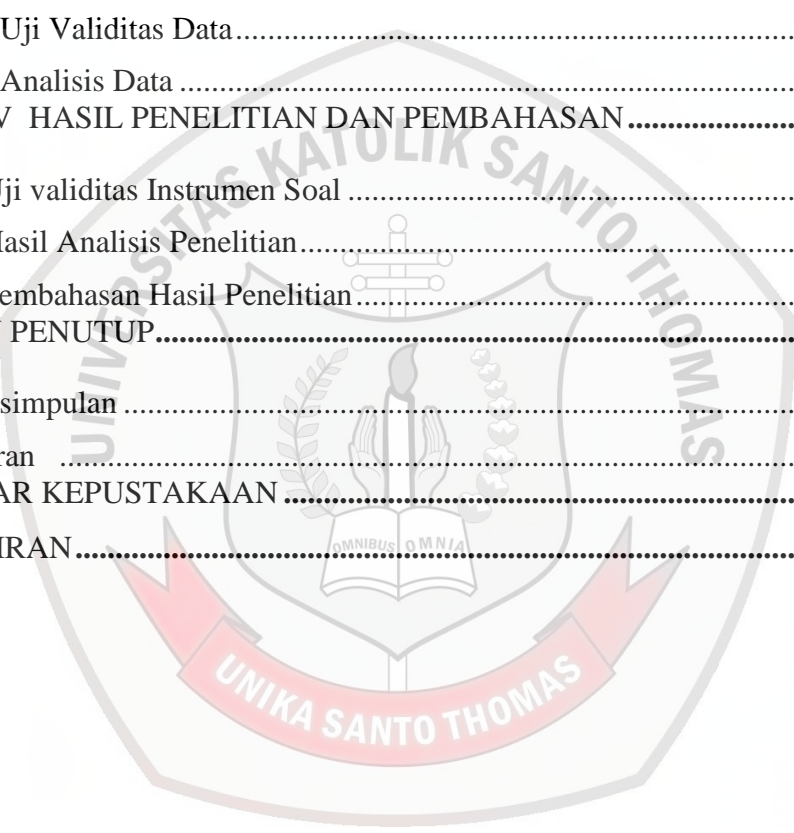 Uji Validitas Data................................................................
Analisis Data ................................................................
V HASIL PENELITIAN DAN PEMBAHASAN....................
Uji validitas Instrumen Soal ................................................
Hasil Analisis Penelitian................................................
embahasan Hasil Penelitian................................................
PENUTUP................................................................
simpulan ................................................................
ran ................................................................
AR KEPUSTAKAAN ................................................
IRAN................................................................
UNIVERSITAS KATOLIK SANTO THOMAS
OMNIBUS OMNIA
UNIKA SANTO THOMAS